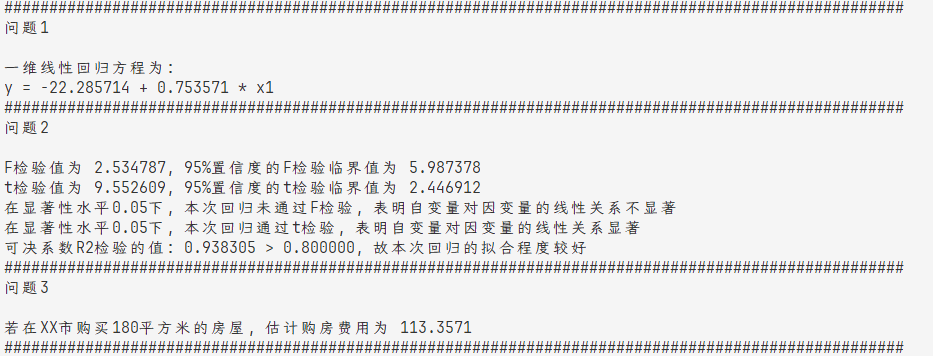 ####################################################################################################
问题1
一维线性回归方程为:
y = -22.285714 + 0.753571 * x1
####################################################################################################
问题2
F检验值为 2.534787, 95%置信度的F检验临界值为 5.987378
t检验值为 9.552609, 95%置信度的t检验临界值为 2.446912
在显著性水平0.05下, 本次回归未通过F检验, 表明自变量对因变量的线性关系不显著
在显著性水平0.05下, 本次回归通过t检验, 表明自变量对因变量的线性关系显著
可决系数R2检验的值: 0.938305 > 0.800000, 故本次回归的拟合程度较好
####################################################################################################
问题3
若在XX市购买180平方米的房屋, 估计购房费用为 113.3571
####################################################################################################